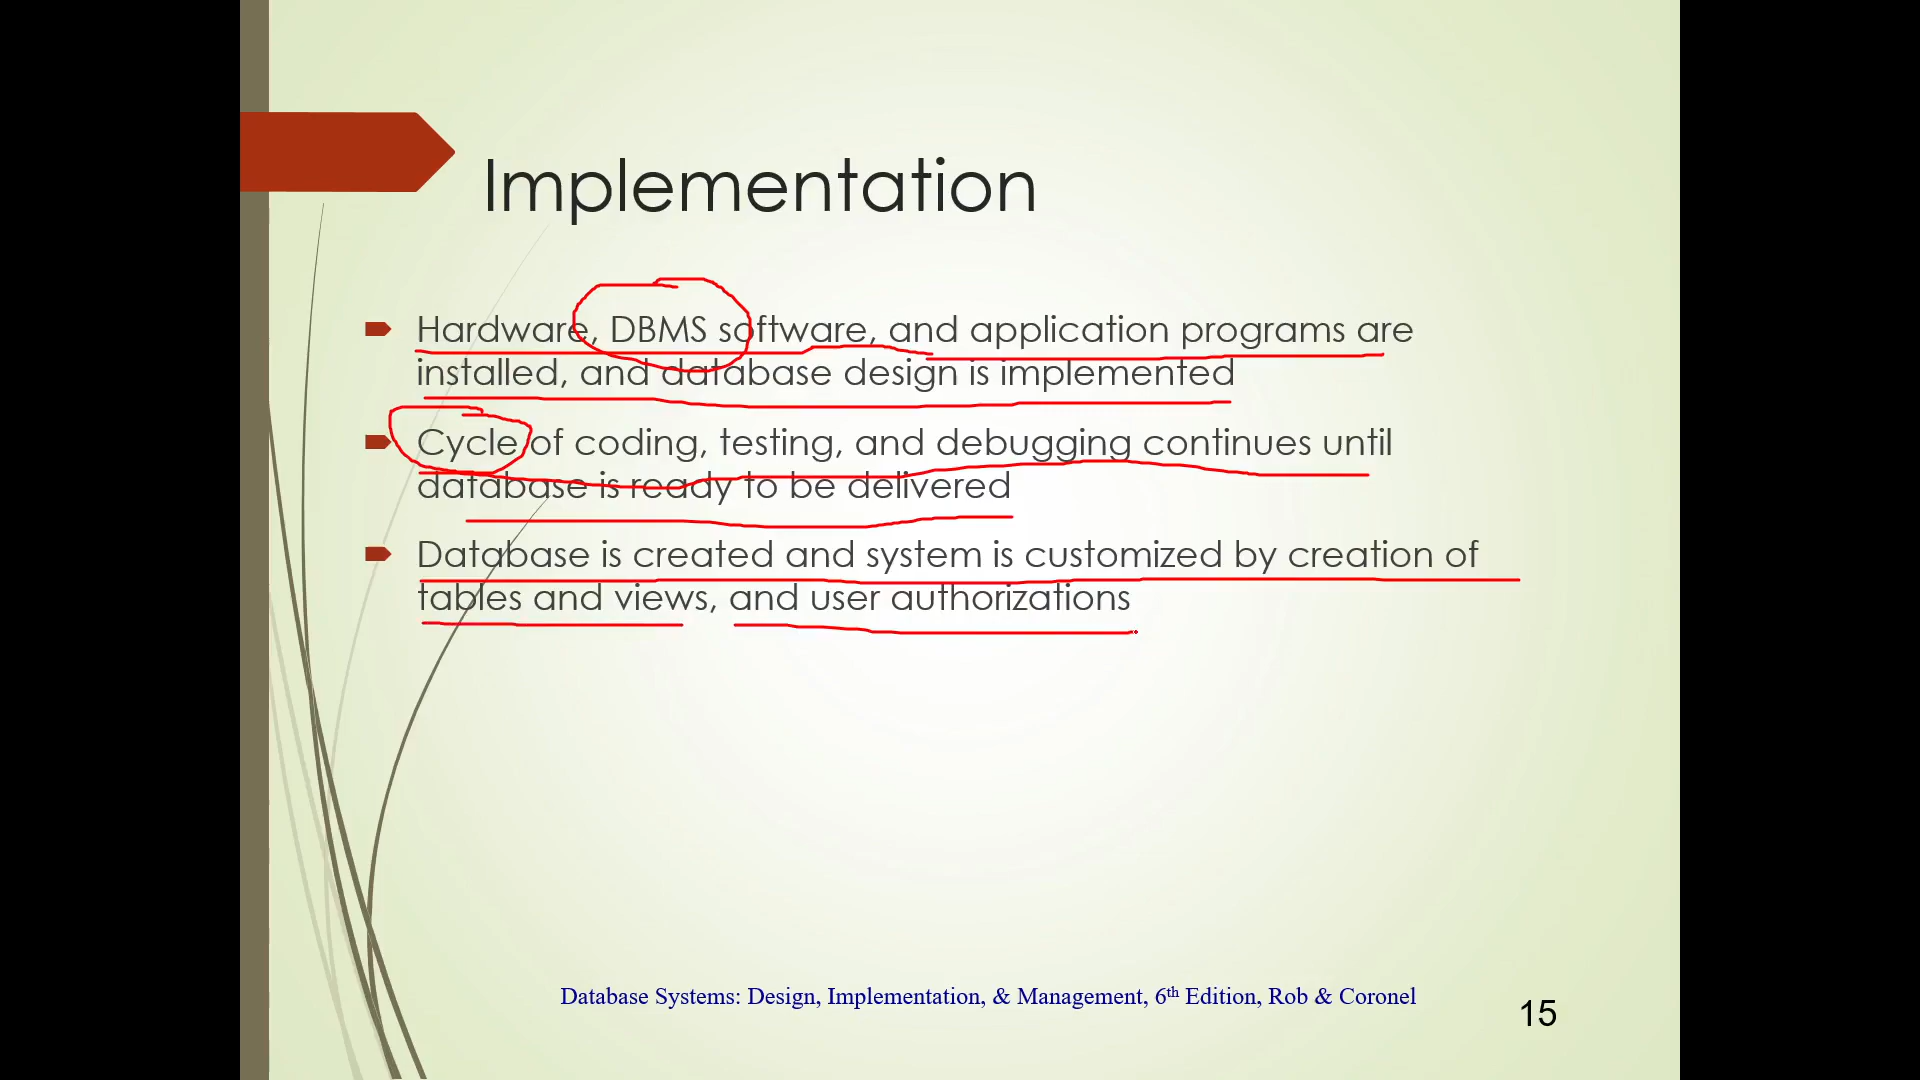 Implementation
Hardware, DBMS software, and application programs are
installed, and database design is implemented
Cycle of coding, testing, and debugging continues until
database is ready to be delivered
Database is created and system is customized by creation of
tables and views, and user authorizations
Database Systems: Design, Implementation, & Management, 6th Edition, Rob & Coronel
15